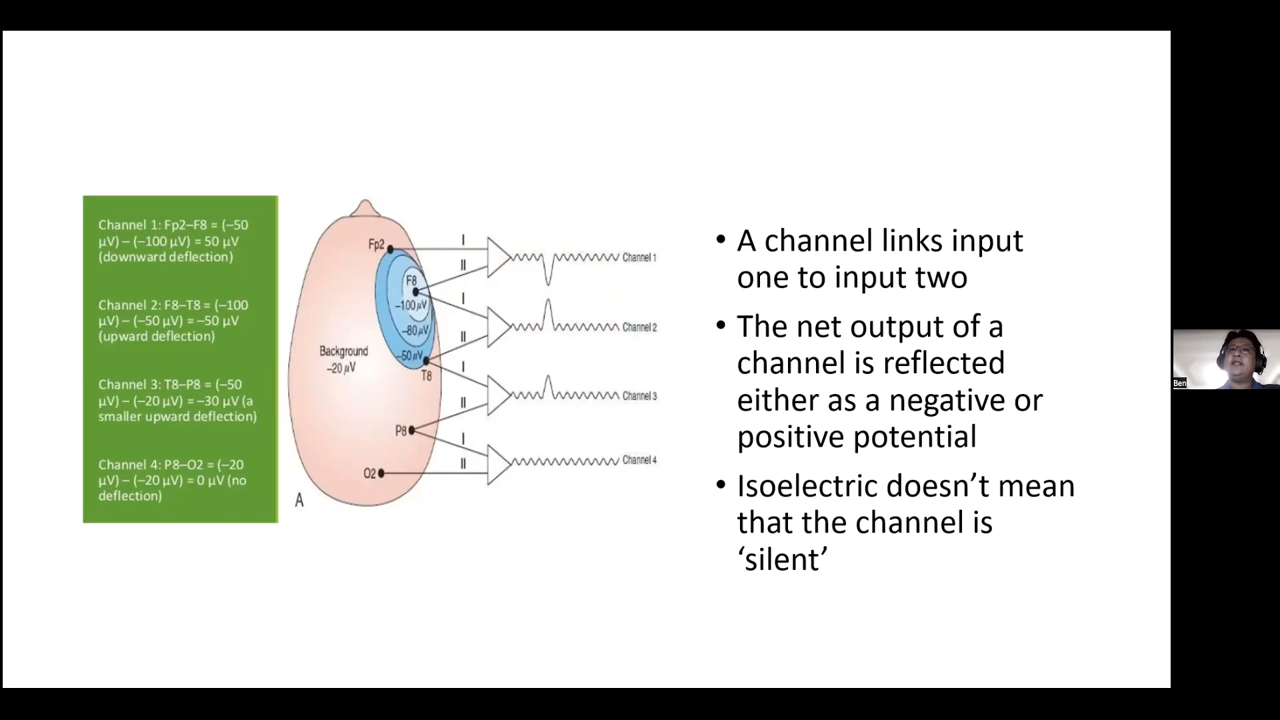 Channel 1: Fp2–F8 = (–50
µV) – (–100 µV) = 50 µV
(downward deflection)
Channel 2: F8–T8 = (–100
µV) – (–50 µV) = –50 µV
(upward deflection)
Channel 3: T8–P8 = (–50
µV) – (–20 µV) = –30 µV (a
smaller upward deflection)
Channel 4: P8–O2 = (–20
µV) – (–20 µV) = 0 µV (no
deflection)
Fp2
F8
–100 µV
–80 µV
–50 µV
T8
Background
–20 µV
P8
O2
A
I
II
Channel 1
I
II
Channel 2
I
II
Channel 3
I
II
Channel 4
• A channel links input
one to input two
• The net output of a
channel is reflected
either as a negative or
positive potential
• Isoelectric doesn’t mean
that the channel is
‘silent’
Ben